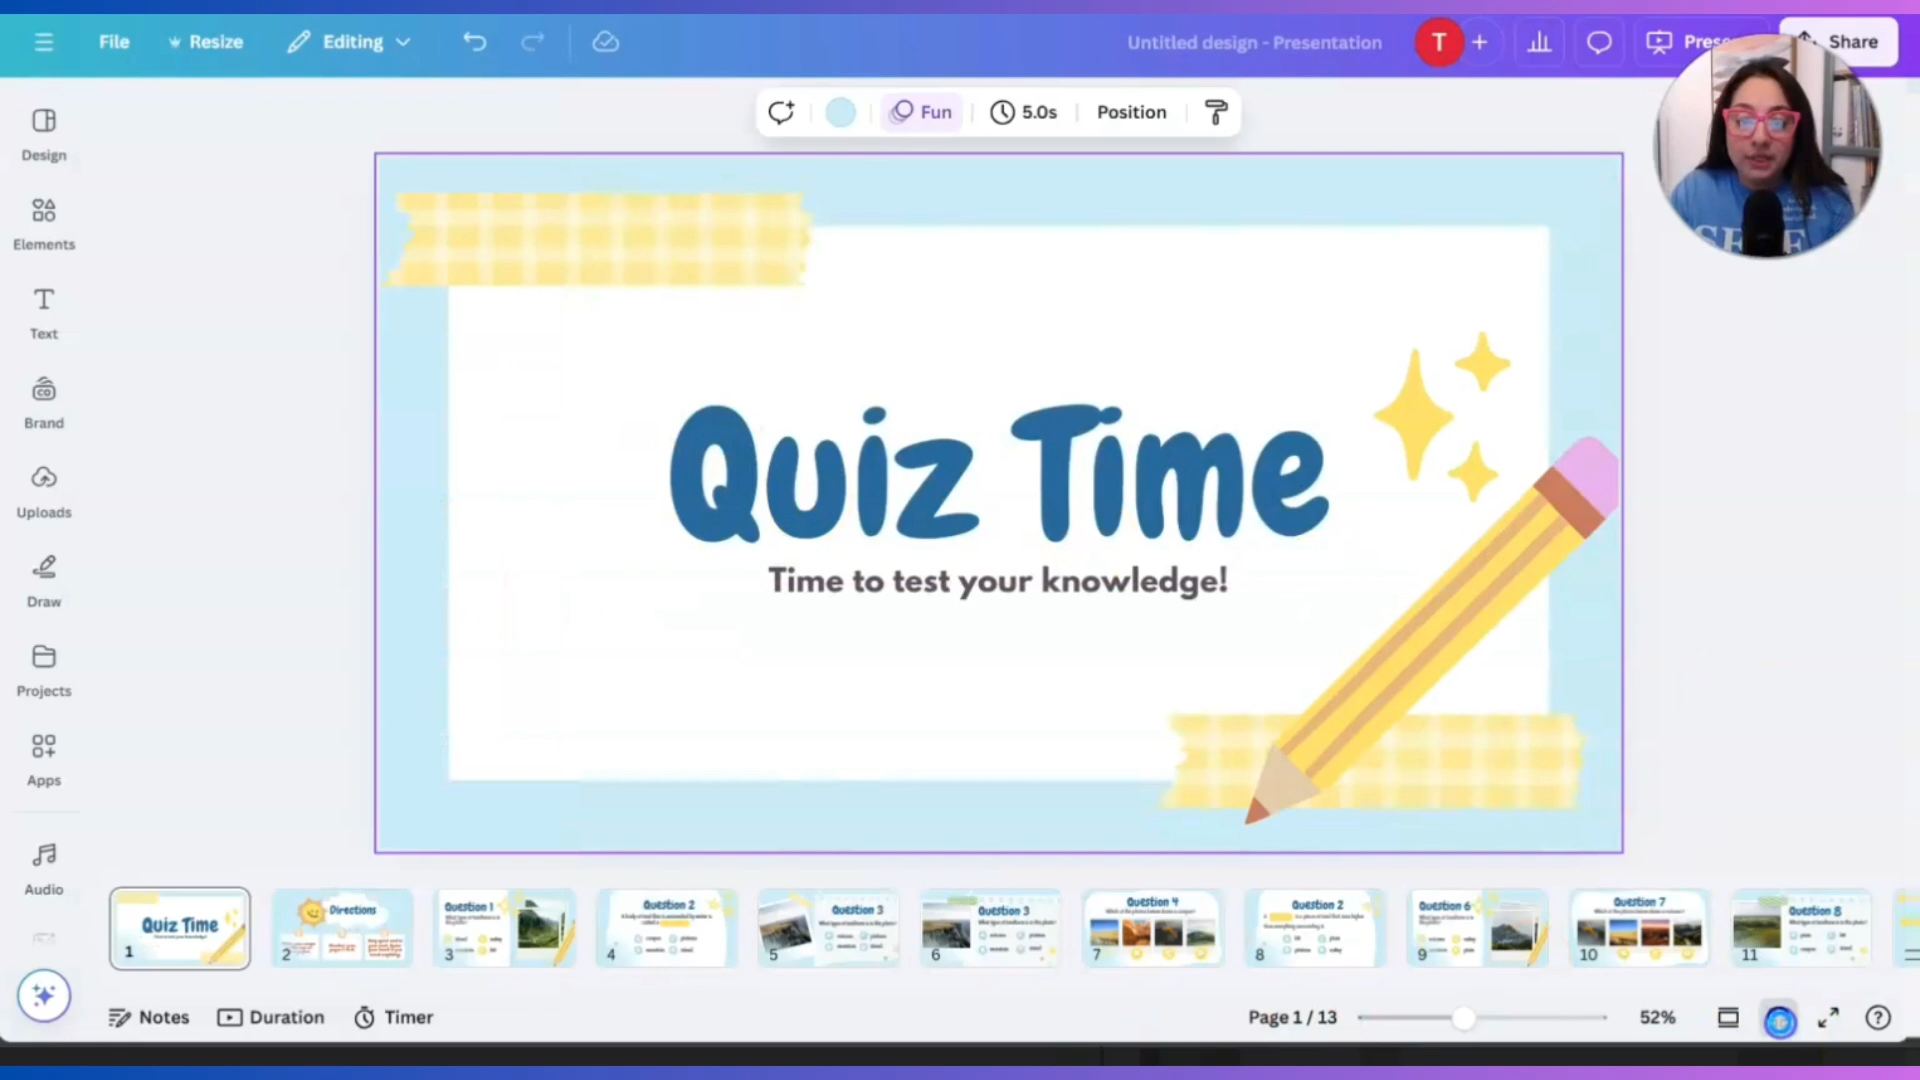 File
Resize
Editing
Untitled design - Presentation
T
+
Share
Fun
5.0s
Position
Design
Elements
Text
Brand
Uploads
Draw
Projects
Apps
Audio
Quiz Time
Time to test your knowledge!
Quiz Time
1
Directions
2
Question 1
3
Question 2
4
Question 3
5
Question 3
6
Question 4
7
Question 2
8
Question 6
9
Question 7
10
Question 8
11
Notes
Duration
Timer
Page 1 / 13
52%